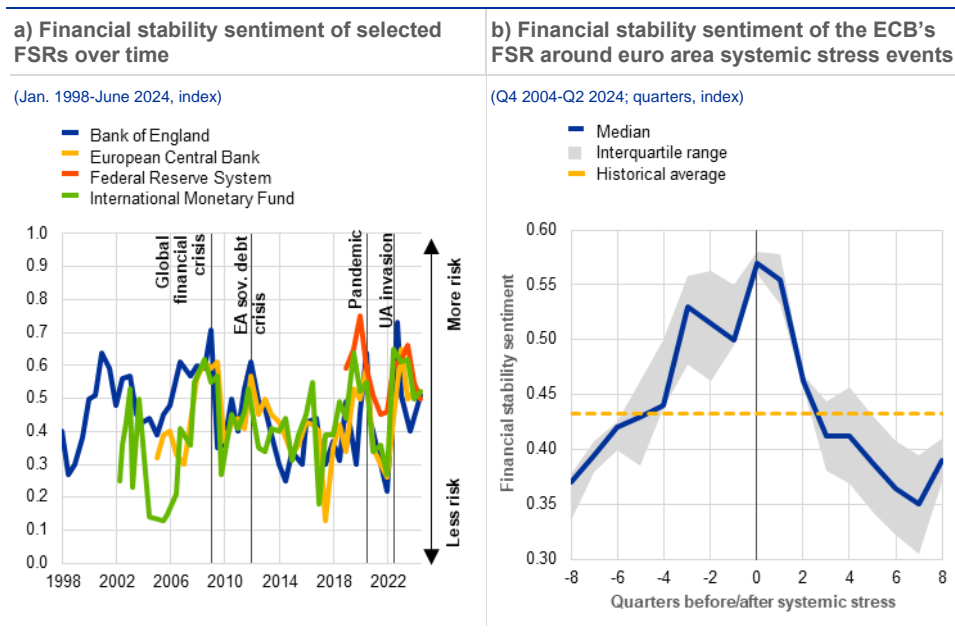 a) Financial stability sentiment of selected
FSRs over time
(Jan. 1998-June 2024, index)
Bank of England
European Central Bank
Federal Reserve System
International Monetary Fund
1.0
0.9
0.8
0.7
0.6
0.5
0.4
0.3
0.2
0.1
0.0
Global
financial
crisis
EA sov. debt
crisis
Pandemic
UA invasion
More risk
Less risk
1998
2002
2006
2010
2014
2018
2022
b) Financial stability sentiment of the ECB's
FSR around euro area systemic stress events
(Q4 2004-Q2 2024; quarters, index)
Median
Interquartile range
Historical average
Financial stability sentiment
0.60
0.55
0.50
0.45
0.40
0.35
0.30
-8
-6
-4
-2
0
2
4
6
8
Quarters before/after systemic stress